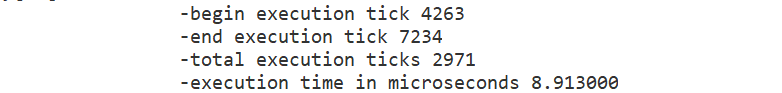 -begin execution tick 4263
-end execution tick 7234
-total execution ticks 2971
-execution time in microseconds 8.913000